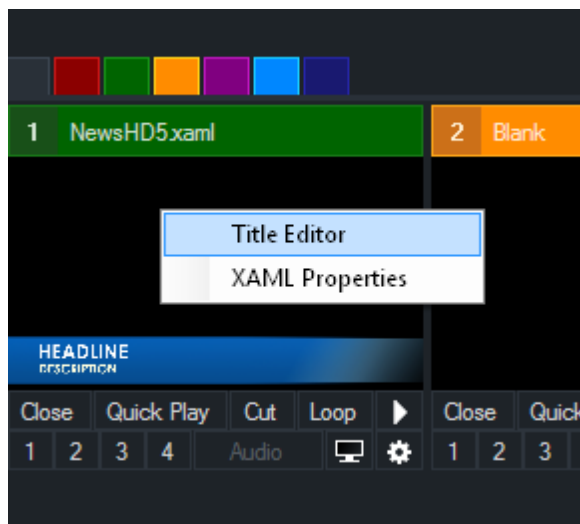 1 NewsHD5.xaml
2 Blank
Title Editor
XAML Properties
HEADLINE
DESCRIPTION
Close Quick Play Cut Loop
Close Quick
1 2 3 4 Audio
1 2 3